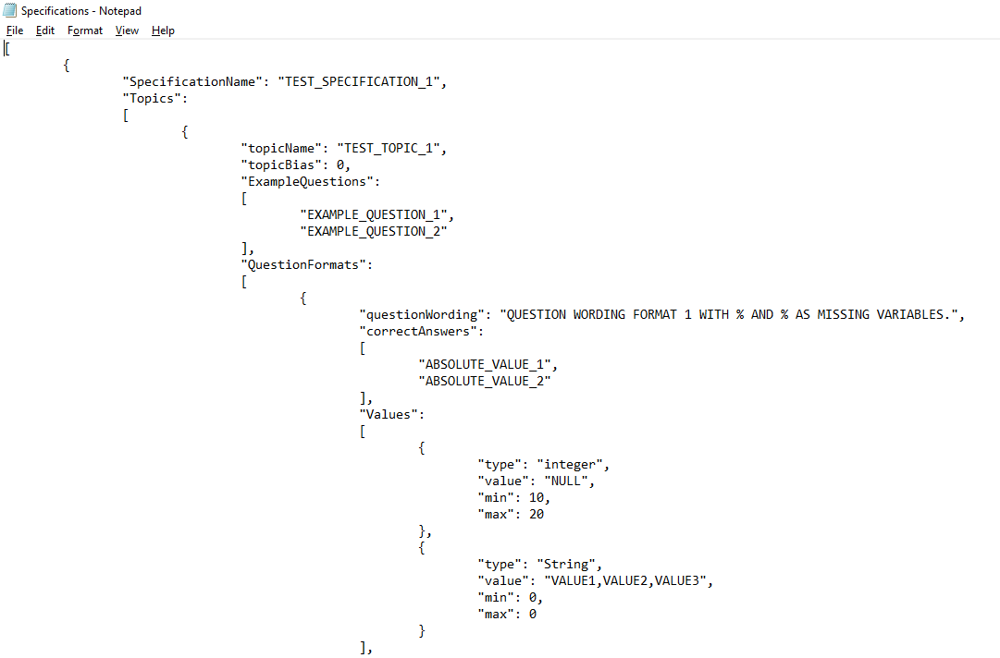 Specifications - Notepad
File Edit Format View Help
[
{
"SpecificationName": "TEST_SPECIFICATION_1",
"Topics":
[
{
"topicName": "TEST_TOPIC_1",
"topicBias": 0,
"ExampleQuestions":
[
"EXAMPLE_QUESTION_1",
"EXAMPLE_QUESTION_2"
],
"QuestionFormats":
[
{
"questionWording": "QUESTION WORDING FORMAT 1 WITH % AND % AS MISSING VARIABLES.",
"correctAnswers":
[
"ABSOLUTE_VALUE_1",
"ABSOLUTE_VALUE_2"
],
"Values":
[
{
"type": "integer",
"value": "NULL",
"min": 10,
"max": 20
},
{
"type": "String",
"value": "VALUE1,VALUE2,VALUE3",
"min": 0,
"max": 0
}
],